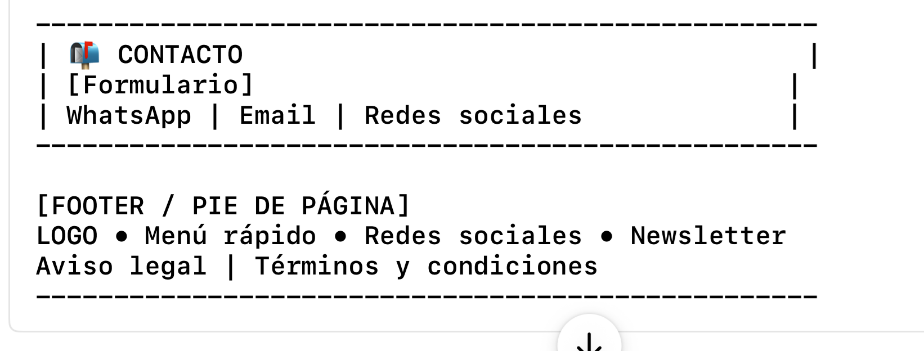 --------------------------------------------------
| 📬 CONTACTO                                     |
| [Formulario]                                   |
| WhatsApp | Email | Redes sociales              |
--------------------------------------------------
[FOOTER / PIE DE PÁGINA]
LOGO • Menú rápido • Redes sociales • Newsletter
Aviso legal | Términos y condiciones
--------------------------------------------------